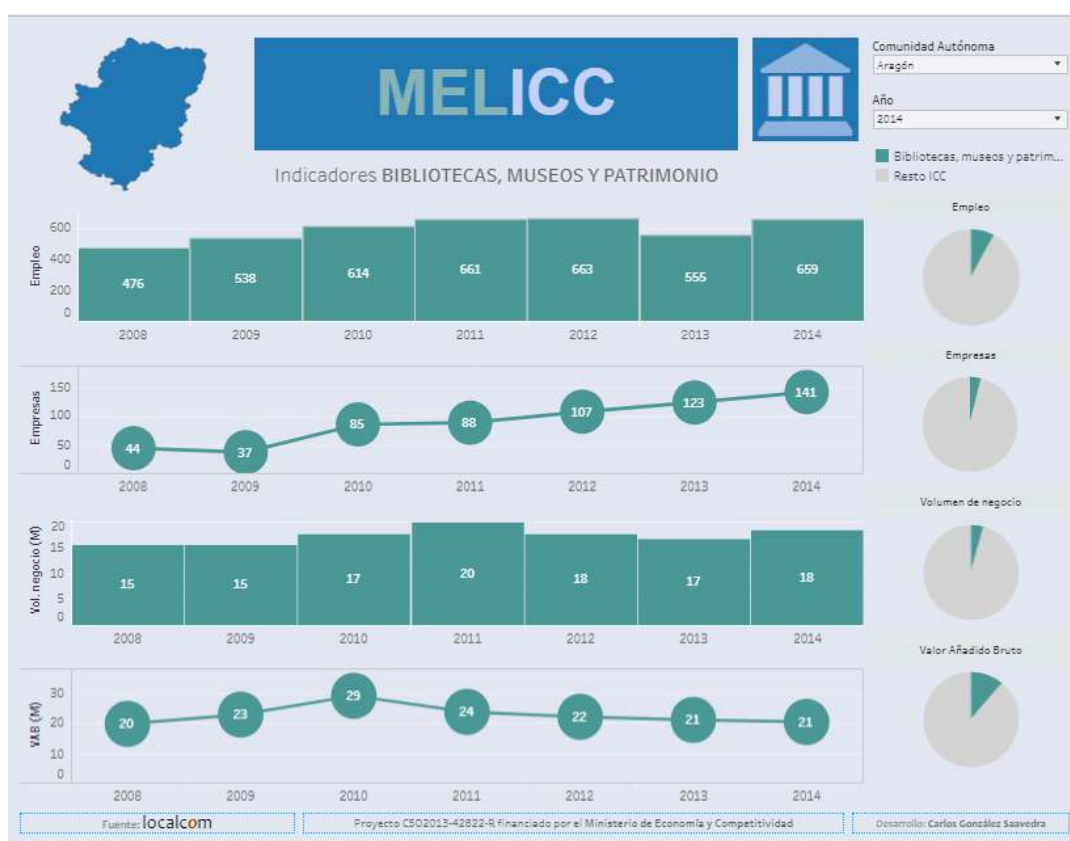 MELICC
Comunidad Autónoma
Aragón
Año
2014
Bibliotecas, museos y patrim...
Resto ICC
Indicadores BIBLIOTECAS, MUSEOS Y PATRIMONIO
Empleo
600
400
200
0
476 538 614 661 663 555 659
2008 2009 2010 2011 2012 2013 2014
Empresas
150
100
50
0
44 37 85 88 107 123 141
2008 2009 2010 2011 2012 2013 2014
Vol. negocio (M)
20
15
10
5
0
15 15 17 20 18 17 18
2008 2009 2010 2011 2012 2013 2014
VAB (M)
30
20
10
0
20 23 29 24 22 21 21
2008 2009 2010 2011 2012 2013 2014
Empleo
Empresas
Volumen de negocio
Valor Añadido Bruto
Fuente: localcom
Proyecto CSO2013-42822-R financiado por el Ministerio de Economía y Competitividad
Desarrollo: Carlos González Saavedra